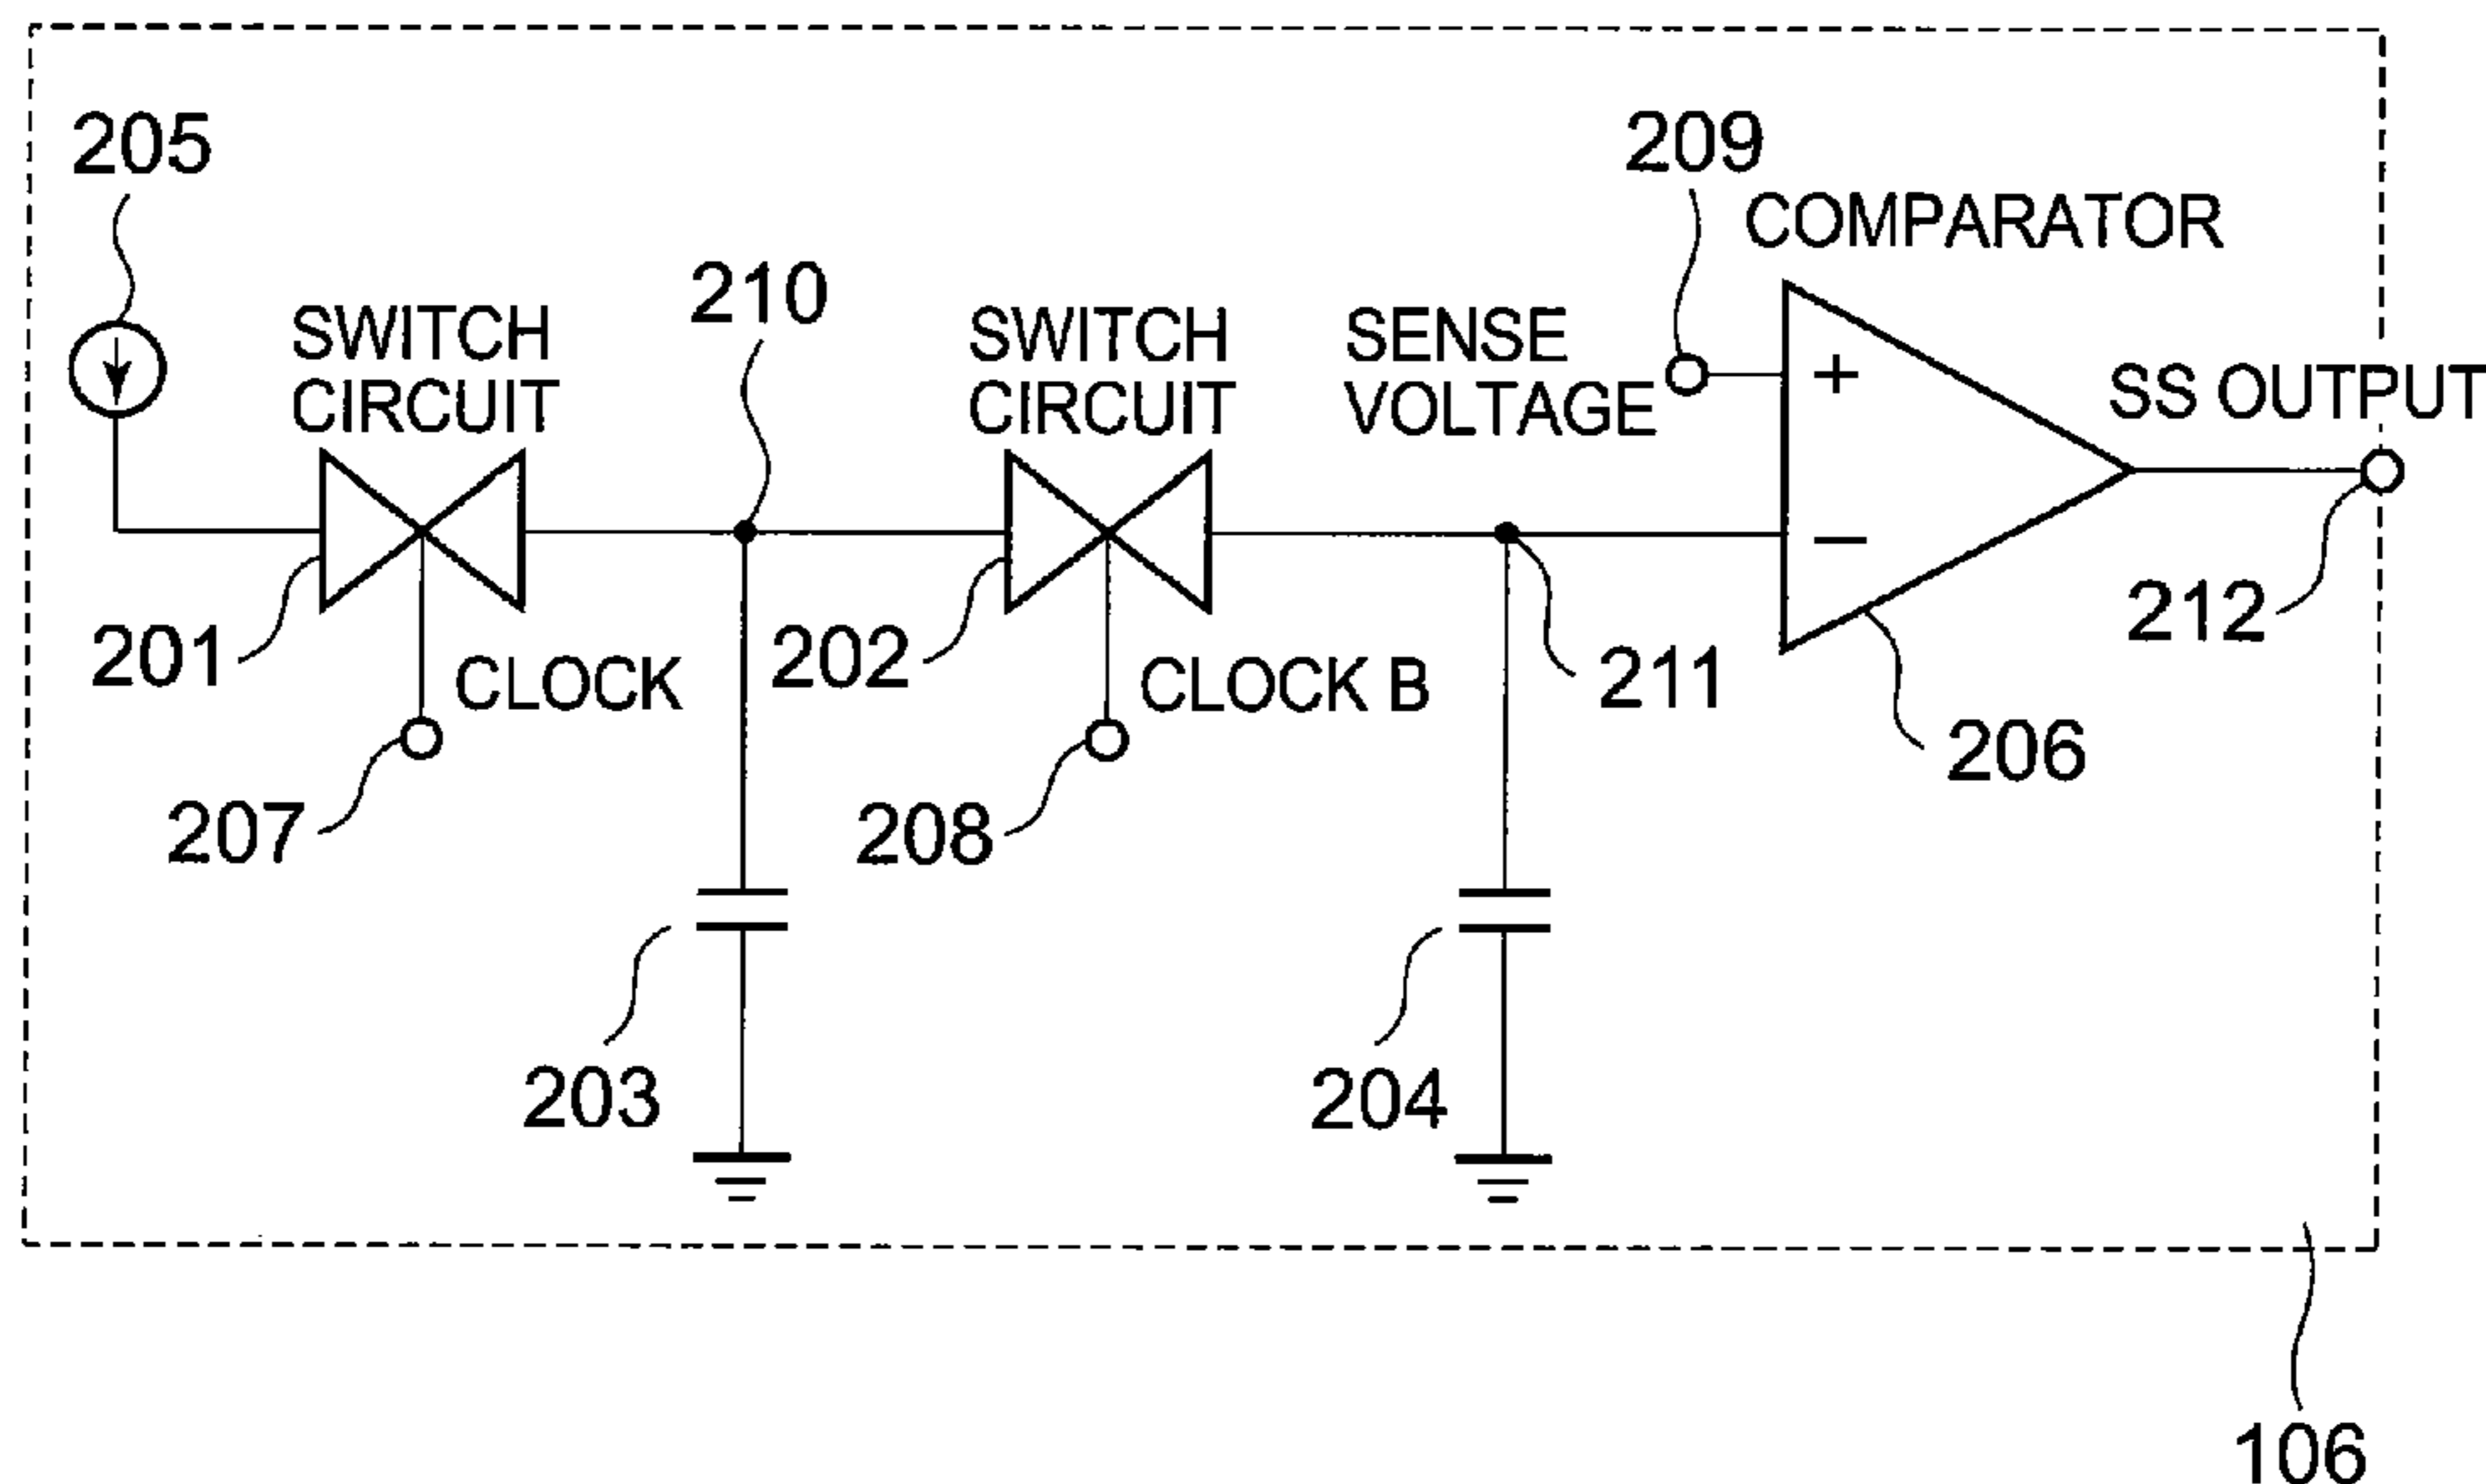 205
209
COMPARATOR
210
SWITCH
CIRCUIT
SWITCH
CIRCUIT
SENSE
VOLTAGE
+
SS OUTPUT
−
201
CLOCK
202
CLOCK B
211
212
206
207
208
203
204
106